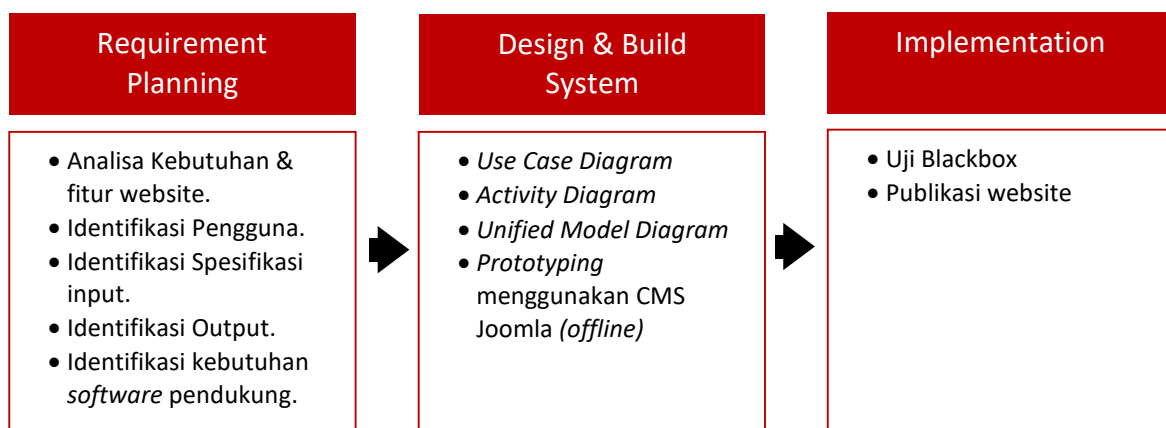 Requirement
Planning
• Analisa Kebutuhan &
fitur website.
• Identifikasi Pengguna.
• Identifikasi Spesifikasi
input.
• Identifikasi Output.
• Identifikasi kebutuhan
software pendukung.
Design & Build
System
• Use Case Diagram
• Activity Diagram
• Unified Model Diagram
• Prototyping
menggunakan CMS
Joomla (offline)
Implementation
• Uji Blackbox
• Publikasi website